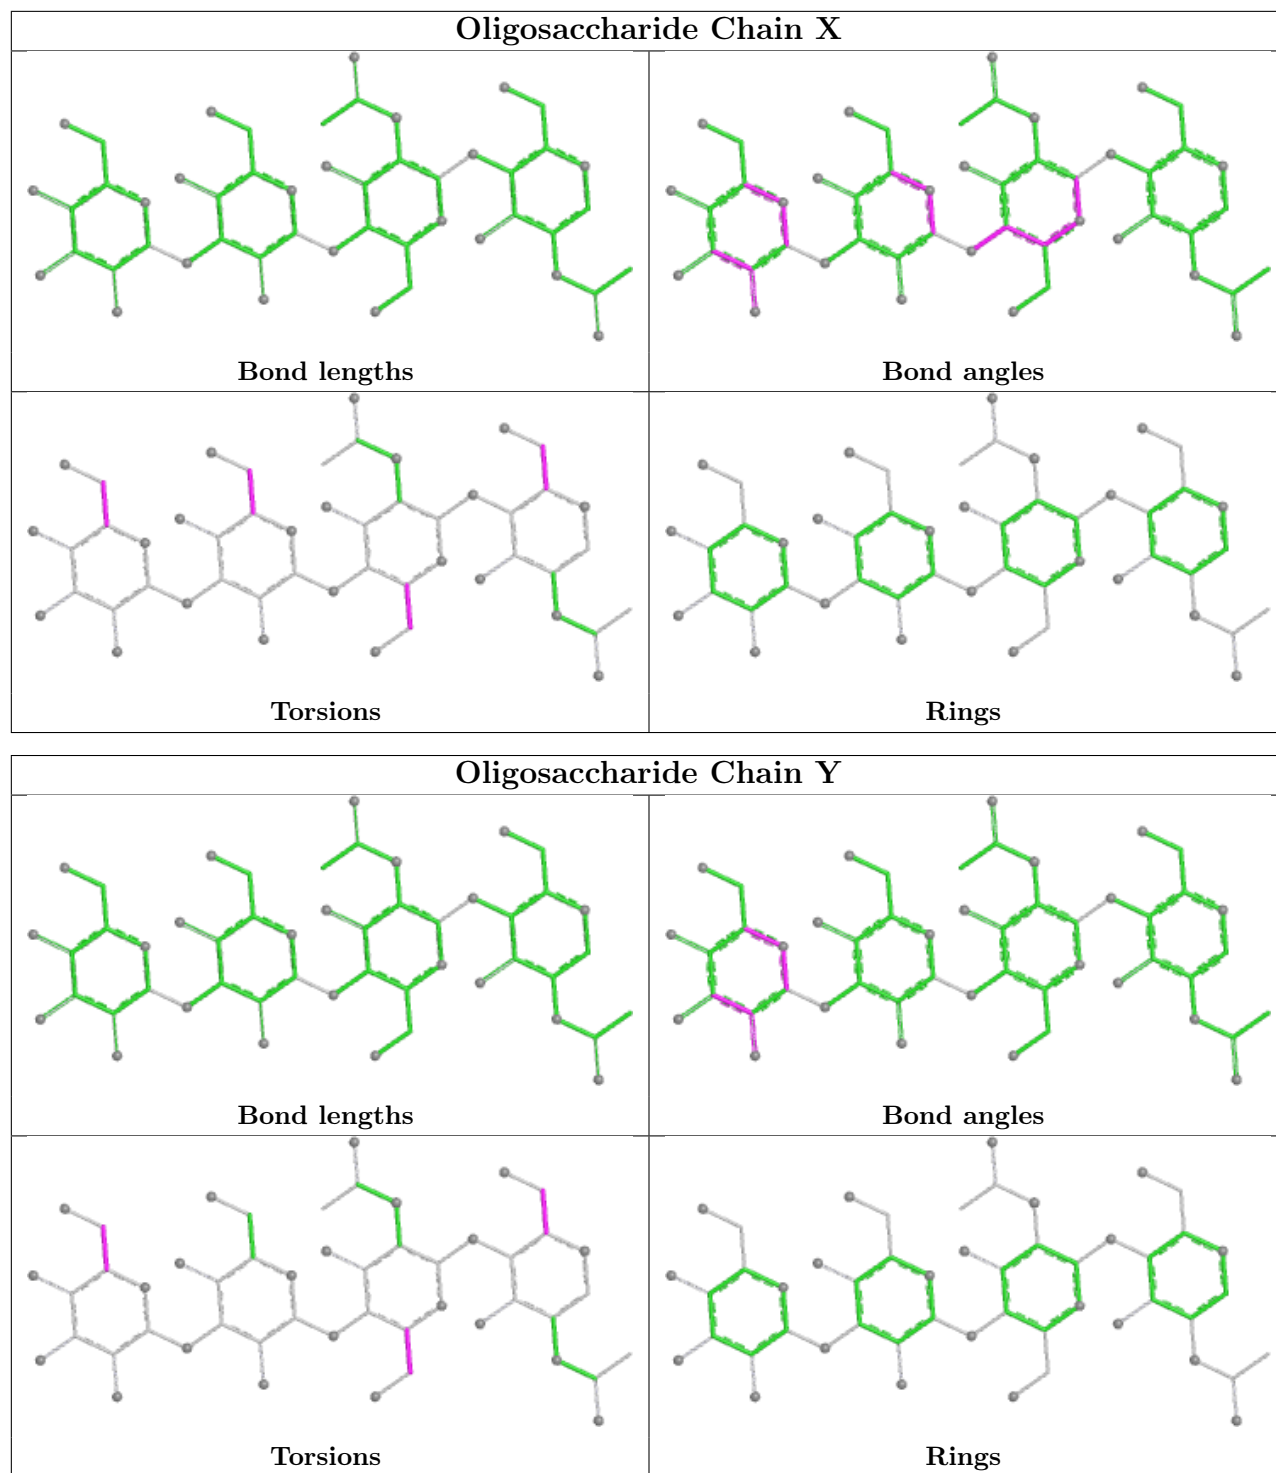 Oligosaccharide Chain X
Bond lengths
Bond angles
Torsions
Rings
Oligosaccharide Chain Y
Bond lengths
Bond angles
Torsions
Rings